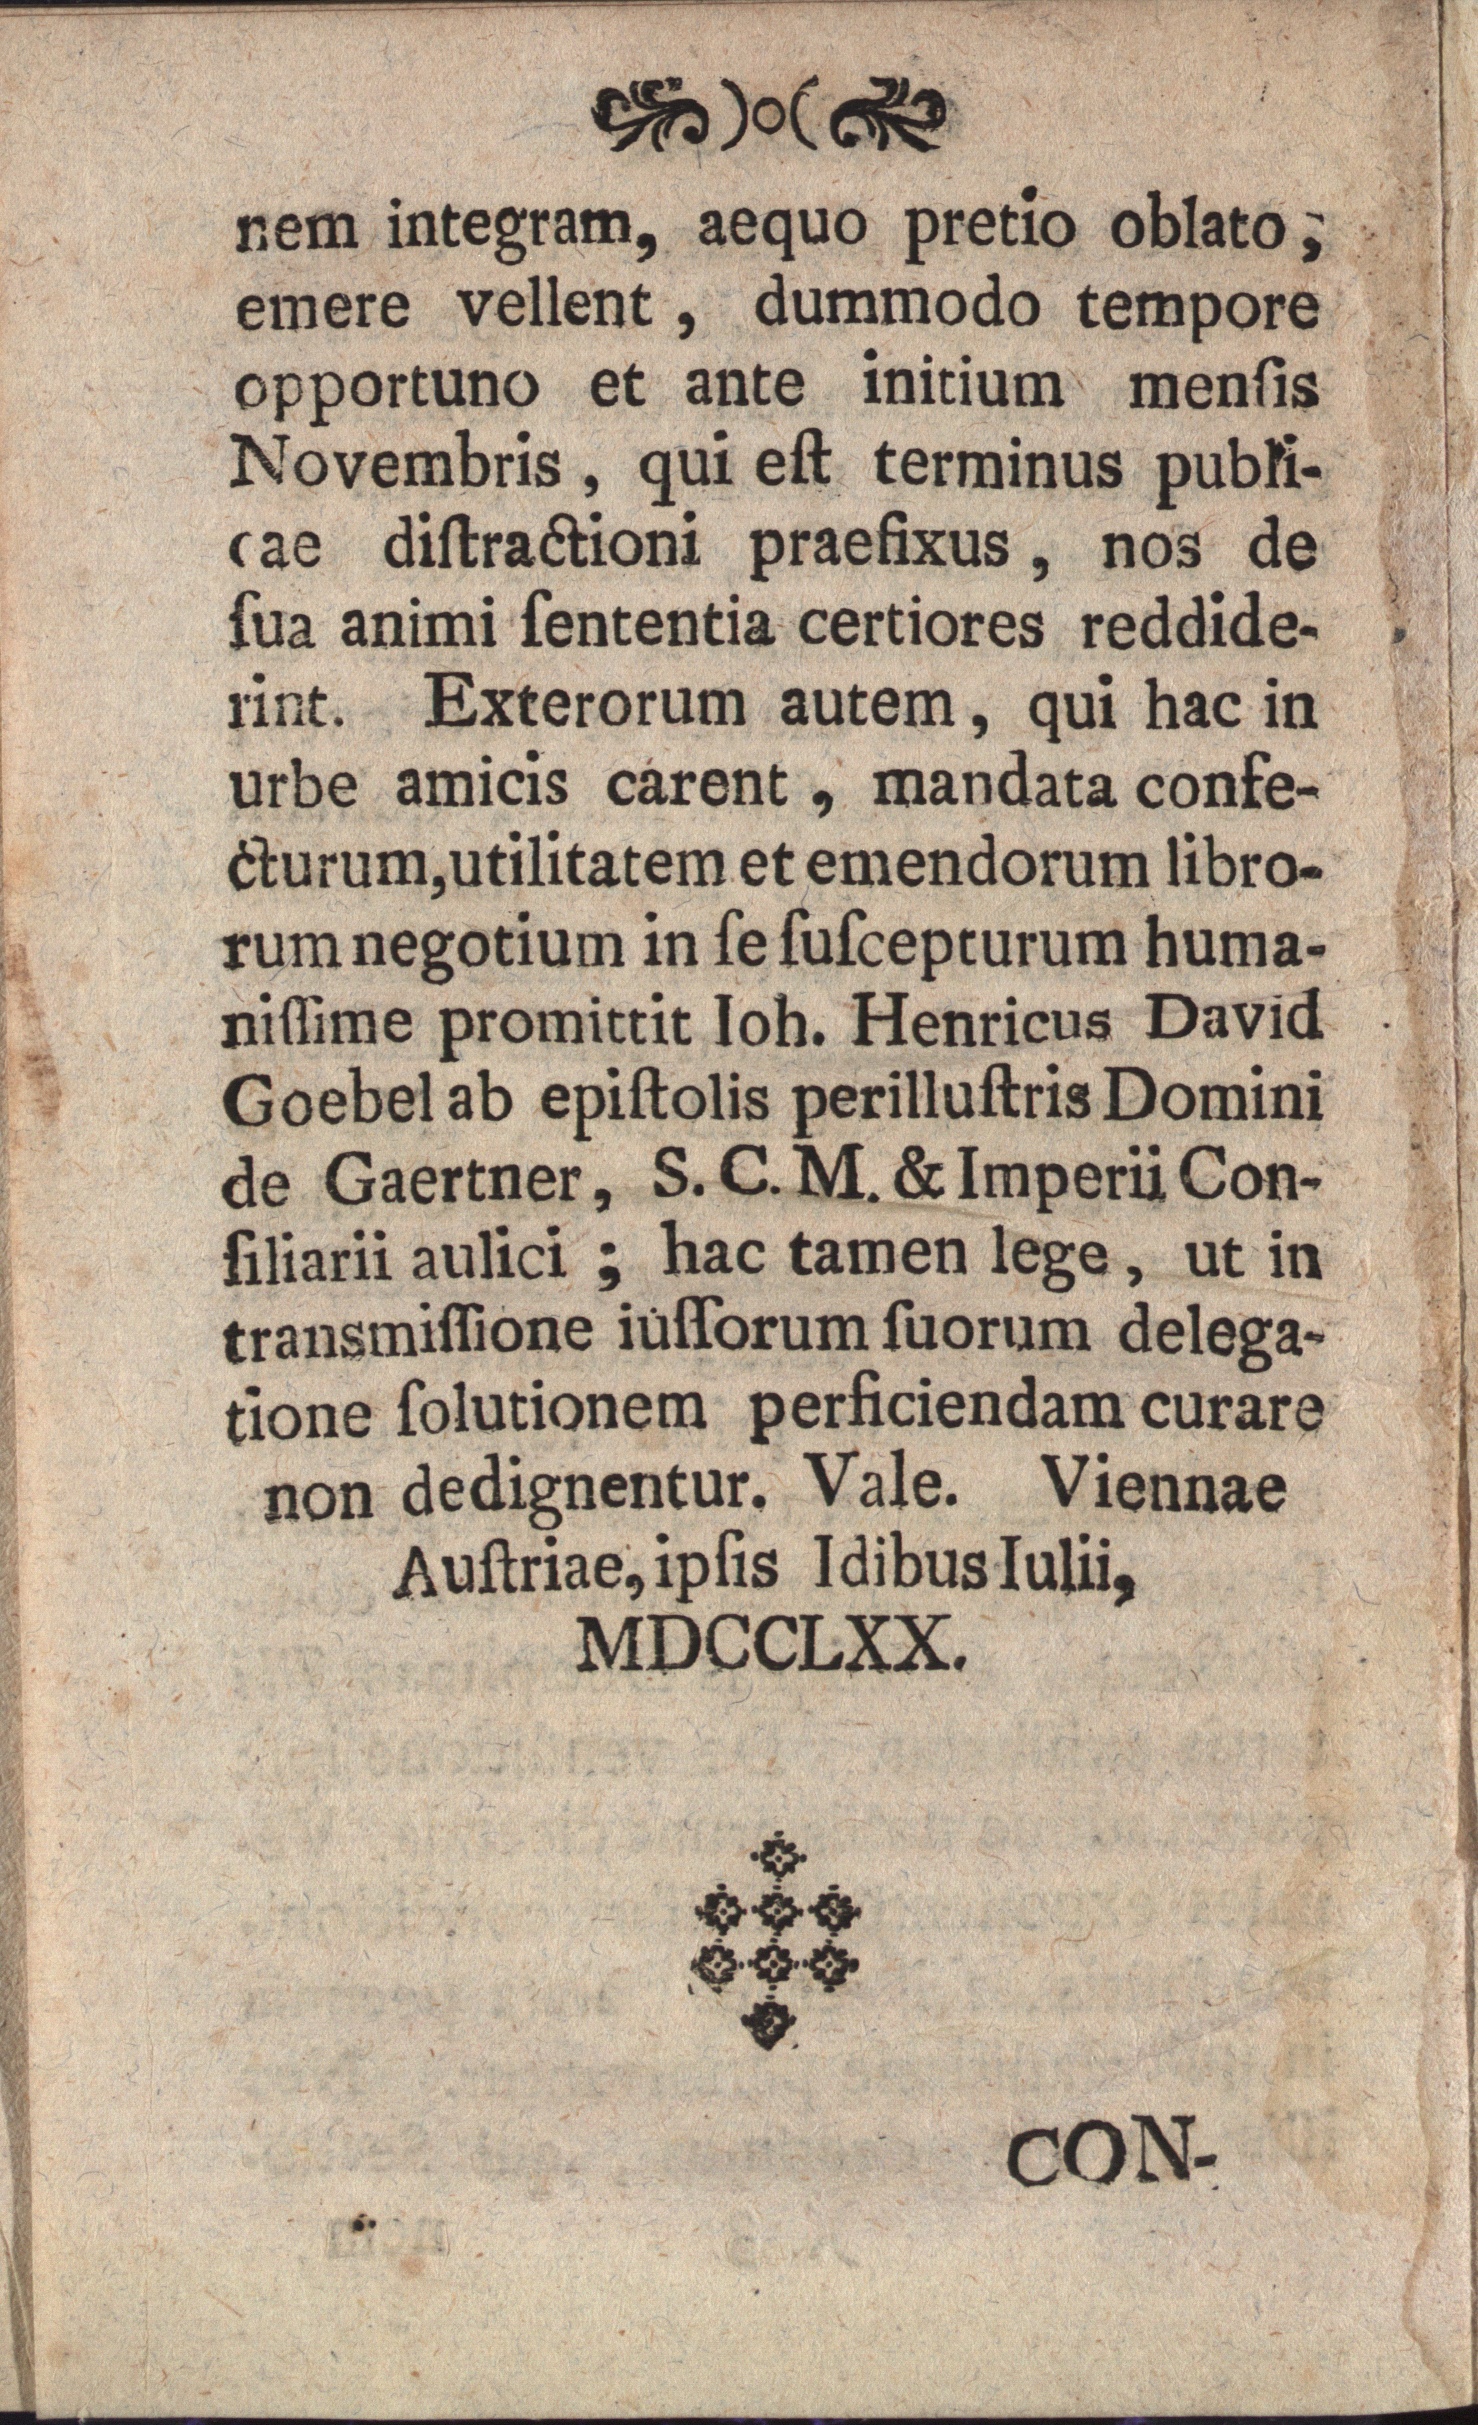 )o(
nem integram, aequo pretio oblato,
emere vellent, dummodo tempore
opportuno et ante initium menſis
Novembris, qui eſt terminus publi-
cae diſtractioni praefixus, nos de
ſua animi ſententia certiores reddide-
rint. Exterorum autem, qui hac in
urbe amicis carent, mandata confe-
cturum, utilitatem et emendorum libro-
rum negotium in ſe ſuſcepturum huma-
niſſime promittit Ioh. Henricus David
Goebel ab epiſtolis perilluſtris Domini
de Gaertner, S. C. M. & Imperii Con-
ſiliarii aulici; hac tamen lege, ut in
transmiſſione iuſſorum ſuorum delega-
tione ſolutionem perficiendam curare
non dedignentur. Vale. Viennae
Auſtriae, ipſis Idibus Iulii,
MDCCLXX.
CON-